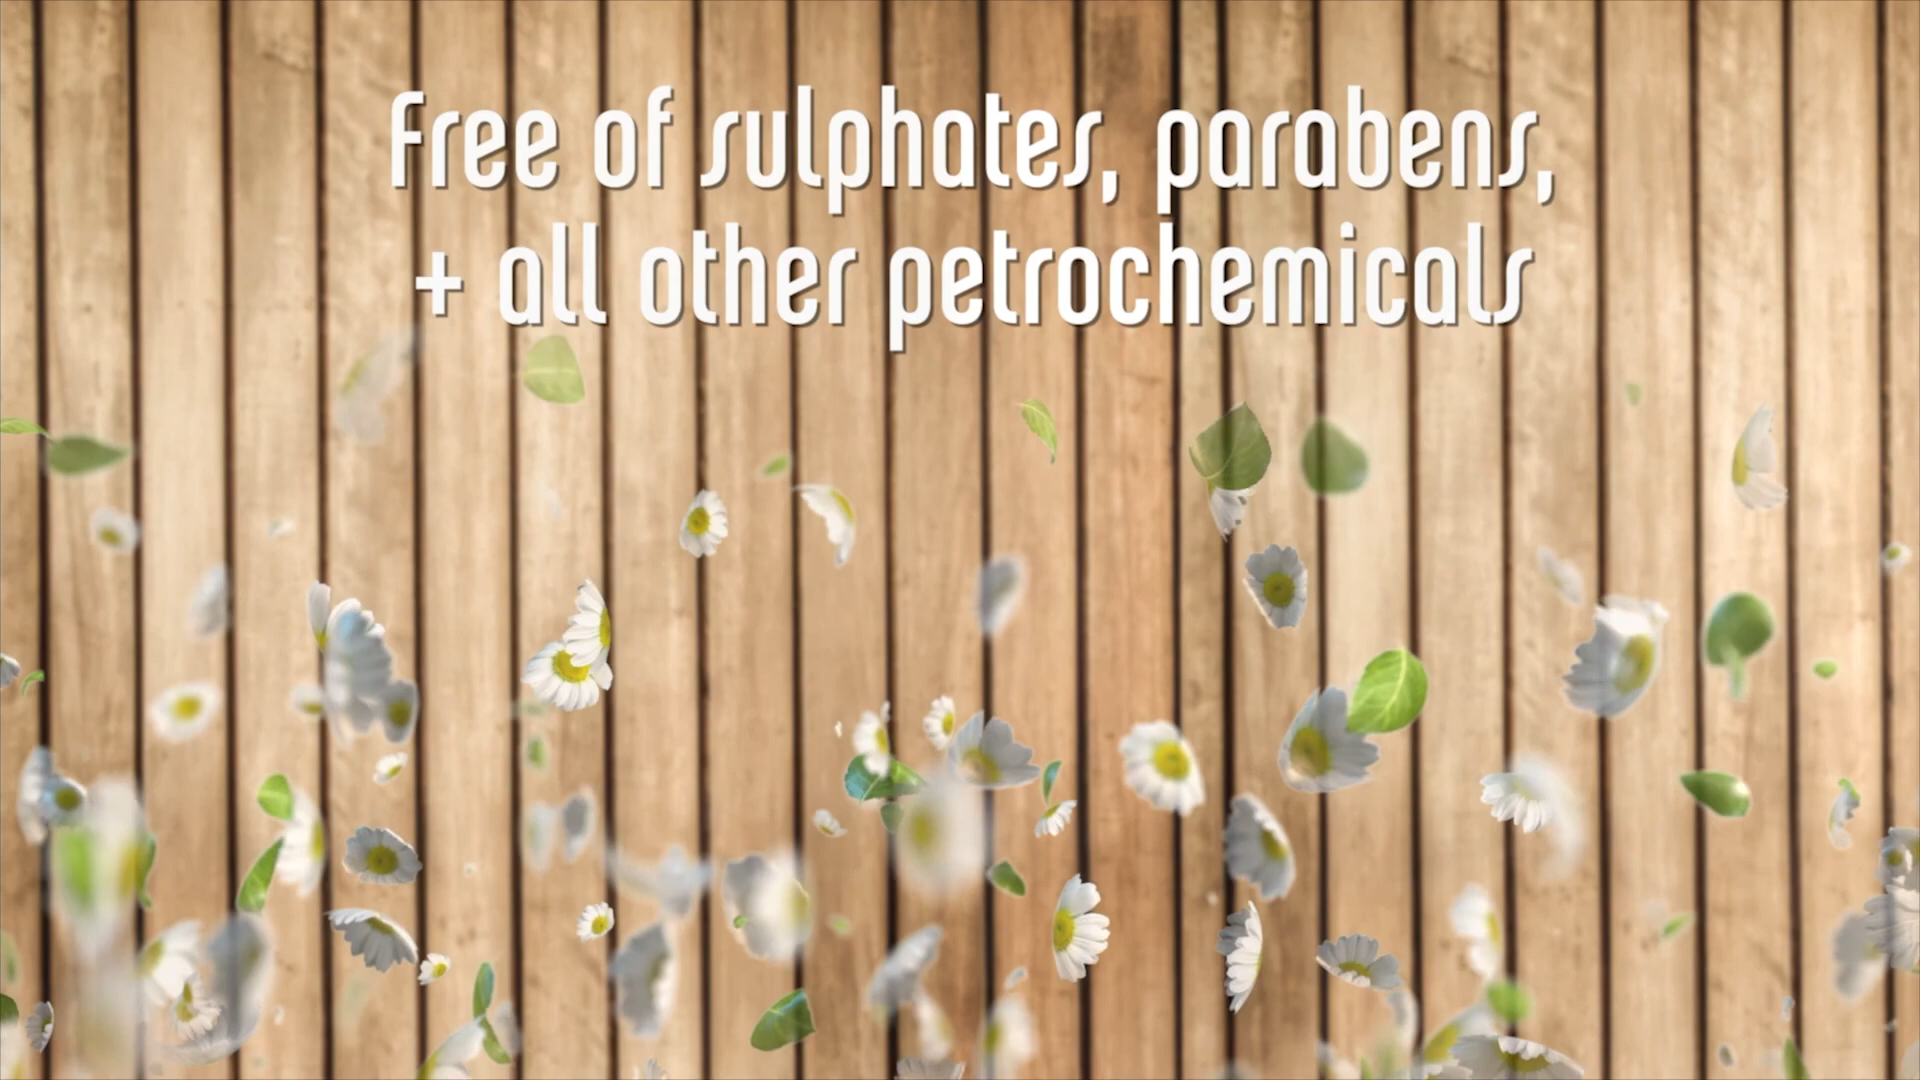 Free of sulphates, parabens,
+ all other petrochemicals